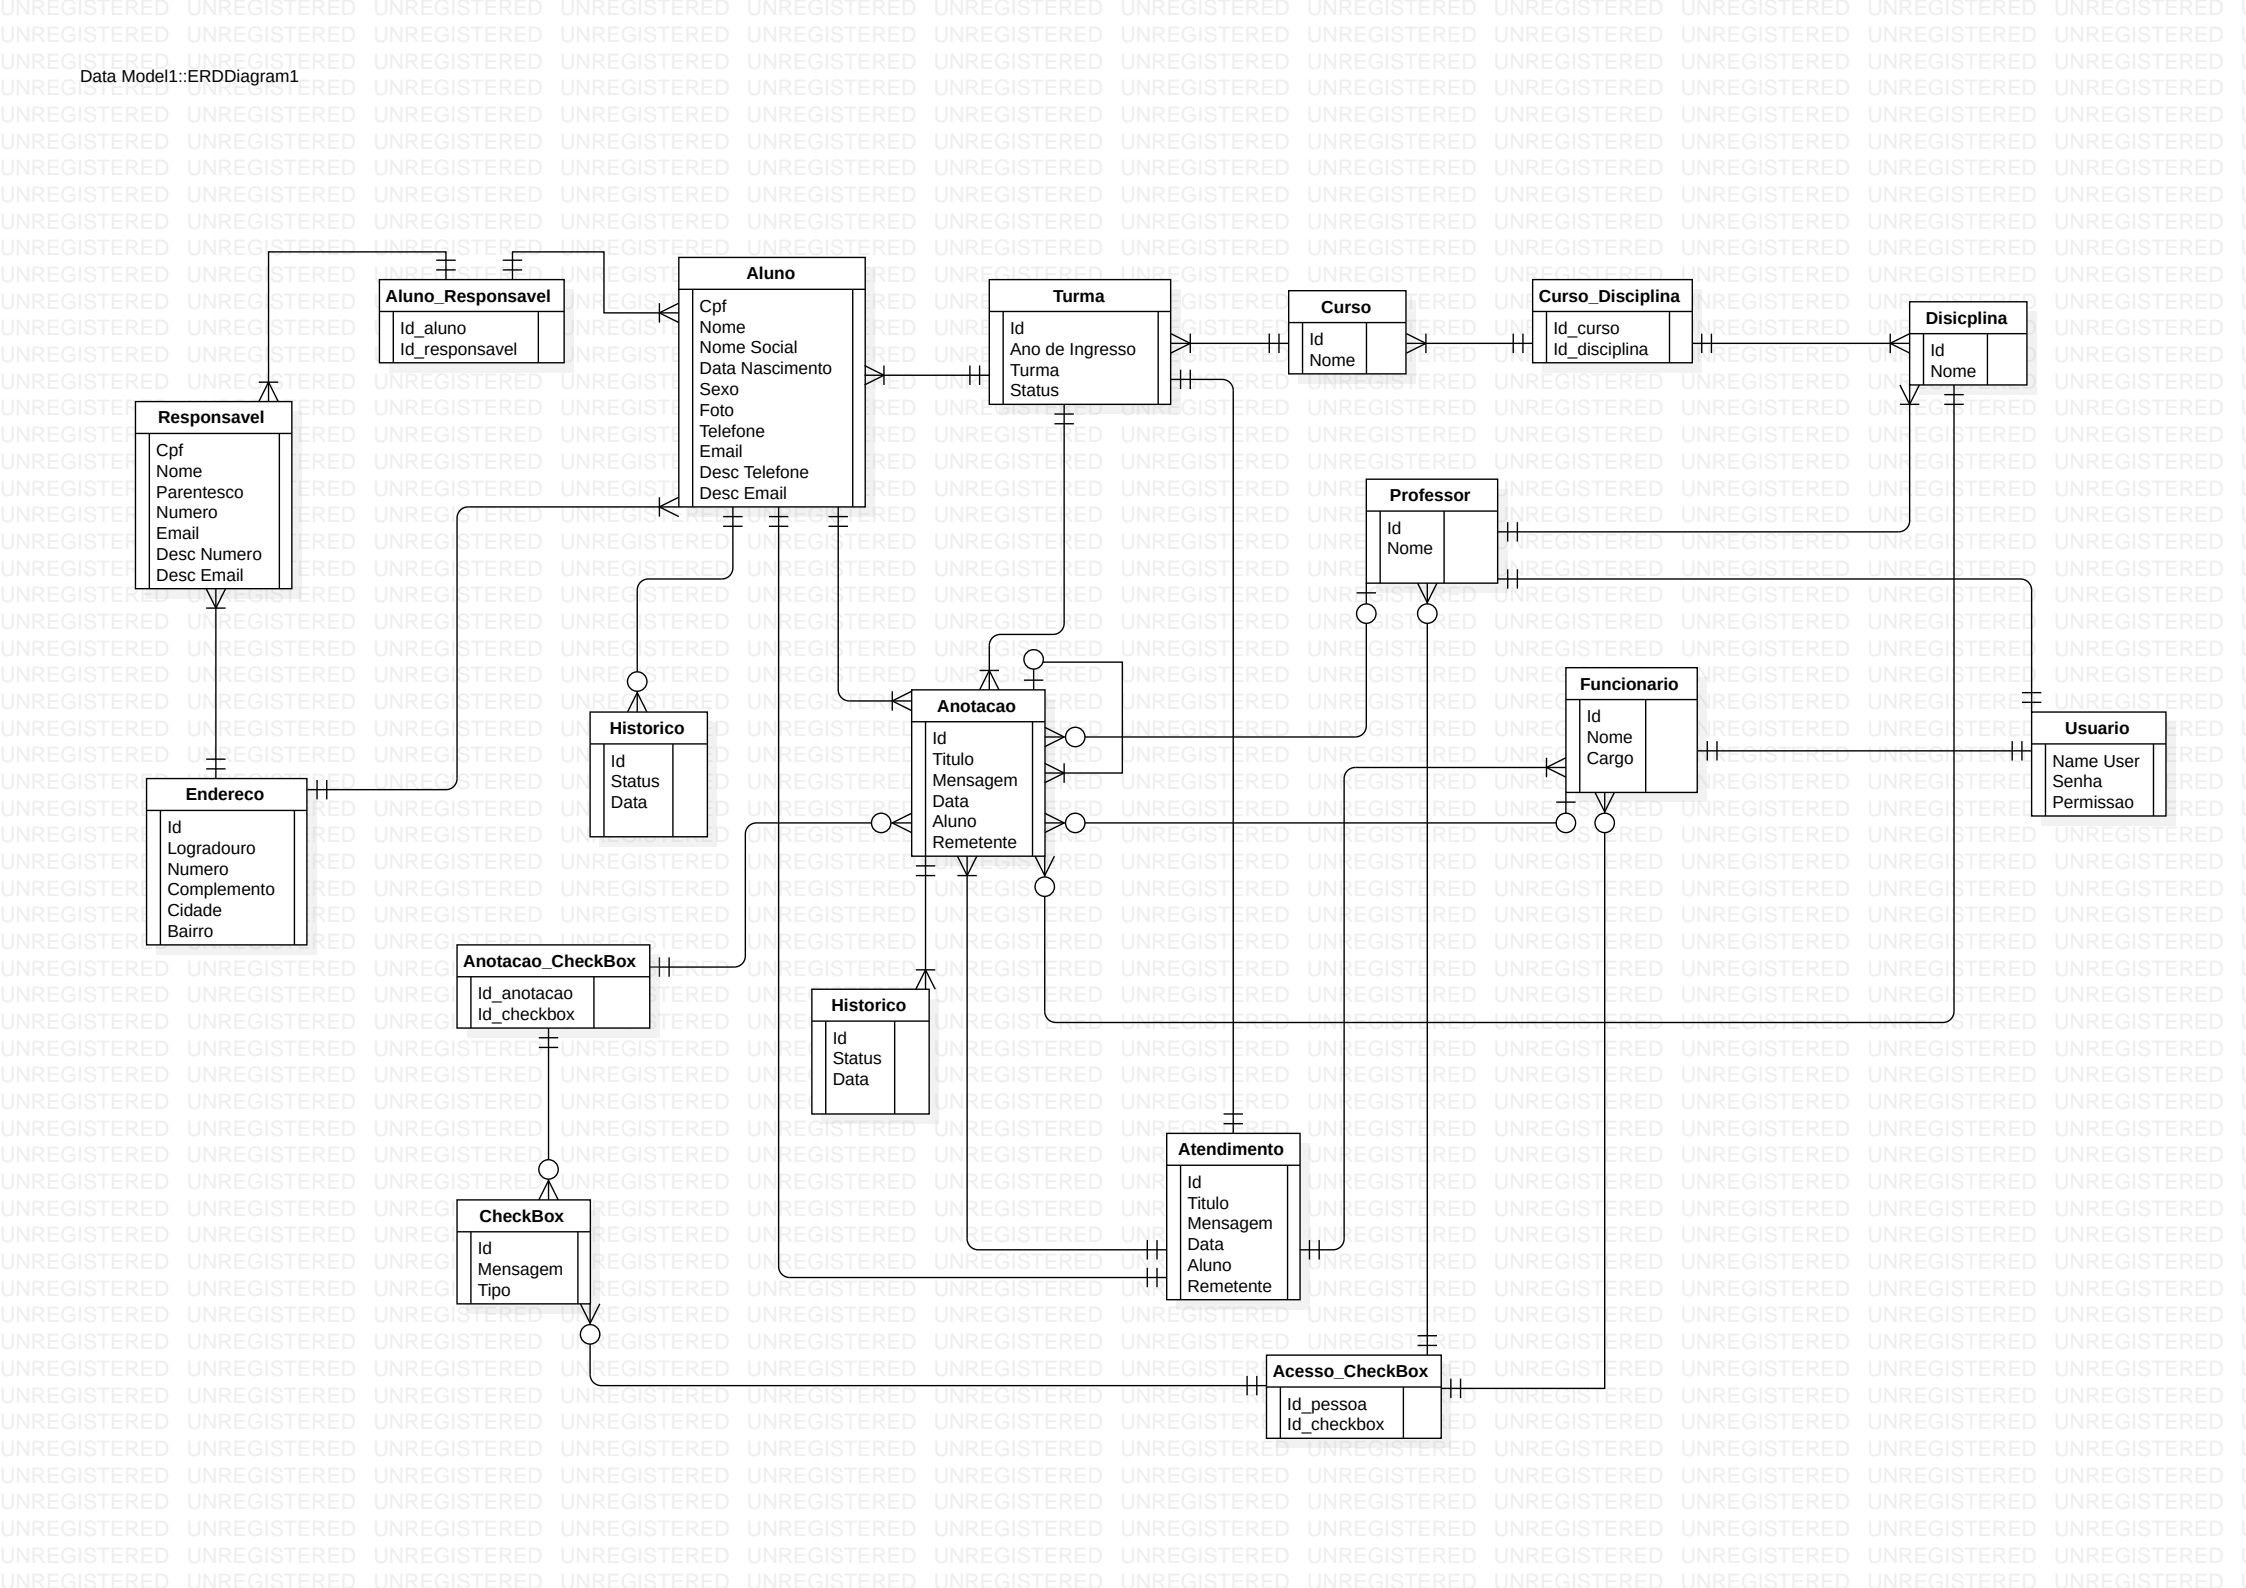 Data Model1::ERDDiagram1
Aluno_Responsavel
Id_aluno
Id_responsavel
Aluno
Cpf
Nome
Nome Social
Data Nascimento
Sexo
Foto
Telefone
Email
Desc Telefone
Desc Email
Turma
Id
Ano de Ingresso
Turma
Status
Curso
Id
Nome
Curso_Disciplina
Id_curso
Id_disciplina
Disicplina
Id
Nome
Responsavel
Cpf
Nome
Parentesco
Numero
Email
Desc Numero
Desc Email
Professor
Id
Nome
Historico
Id
Status
Data
Anotacao
Id
Titulo
Mensagem
Data
Aluno
Remetente
Funcionario
Id
Nome
Cargo
Usuario
Name User
Senha
Permissao
Endereco
Id
Logradouro
Numero
Complemento
Cidade
Bairro
Anotacao_CheckBox
Id_anotacao
Id_checkbox
Historico
Id
Status
Data
Atendimento
Id
Titulo
Mensagem
Data
Aluno
Remetente
CheckBox
Id
Mensagem
Tipo
Acesso_CheckBox
Id_pessoa
Id_checkbox
UNREGISTERED